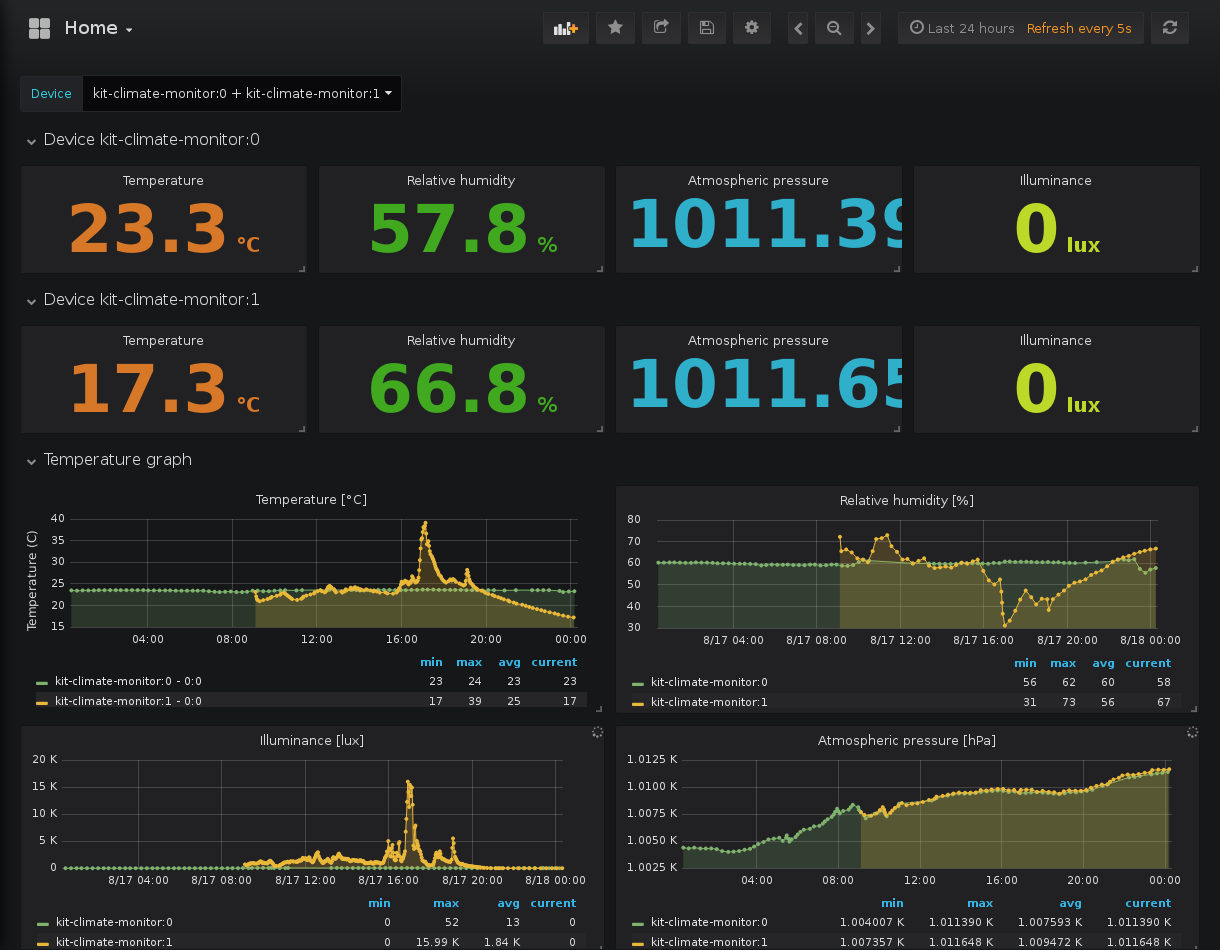 Home
Last 24 hours Refresh every 5s
Device kit-climate-monitor:0 + kit-climate-monitor:1
Device kit-climate-monitor:0
Temperature Relative humidity Atmospheric pressure Illuminance
23.3 °C 57.8 % 1011.39 0 lux
Device kit-climate-monitor:1
Temperature Relative humidity Atmospheric pressure Illuminance
17.3 °C 66.8 % 1011.65 0 lux
Temperature graph
Temperature [°C]
Temperature (C)
40
35
30
25
20
15
04:00 08:00 12:00 16:00 20:00 00:00
min max avg current
kit-climate-monitor:0 - 0:0 23 24 23 23
kit-climate-monitor:1 - 0:0 17 39 25 17
Relative humidity [%]
80
70
60
50
40
30
8/17 04:00 8/17 08:00 8/17 12:00 8/17 16:00 8/17 20:00 8/18 00:00
min max avg current
kit-climate-monitor:0 56 62 60 58
kit-climate-monitor:1 31 73 56 67
Illuminance [lux]
20 K
15 K
10 K
5 K
0
8/17 04:00 8/17 08:00 8/17 12:00 8/17 16:00 8/17 20:00 8/18 00:00
min max avg current
kit-climate-monitor:0 0 52 13 0
kit-climate-monitor:1 0 15.99 K 1.84 K 0
Atmospheric pressure [hPa]
1.0125 K
1.0100 K
1.0075 K
1.0050 K
1.0025 K
04:00 08:00 12:00 16:00 20:00 00:00
min max avg current
kit-climate-monitor:0 1.004007 K 1.011390 K 1.007593 K 1.011390 K
kit-climate-monitor:1 1.007357 K 1.011648 K 1.009472 K 1.011648 K